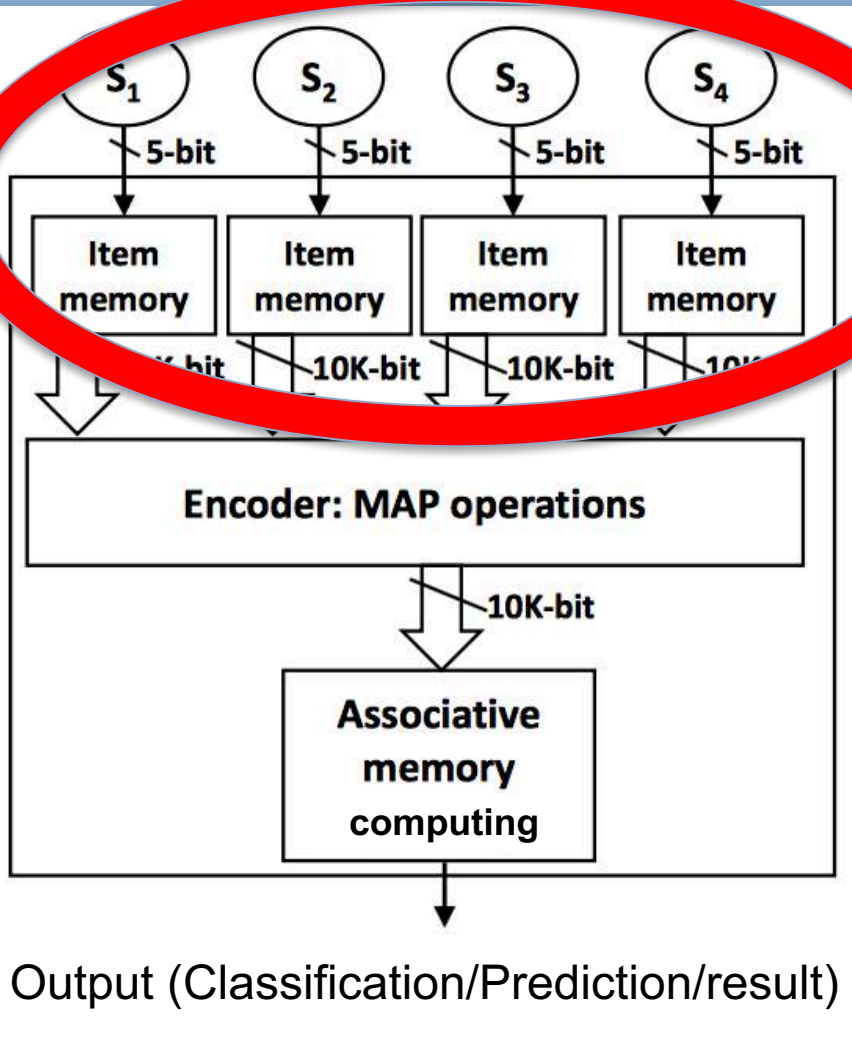 S1 S2 S3 S4
5-bit 5-bit 5-bit 5-bit
Item Item Item Item
memory memory memory memory
10K-bit 10K-bit
Encoder: MAP operations
10K-bit
Associative
memory
computing
Output (Classification/Prediction/result)